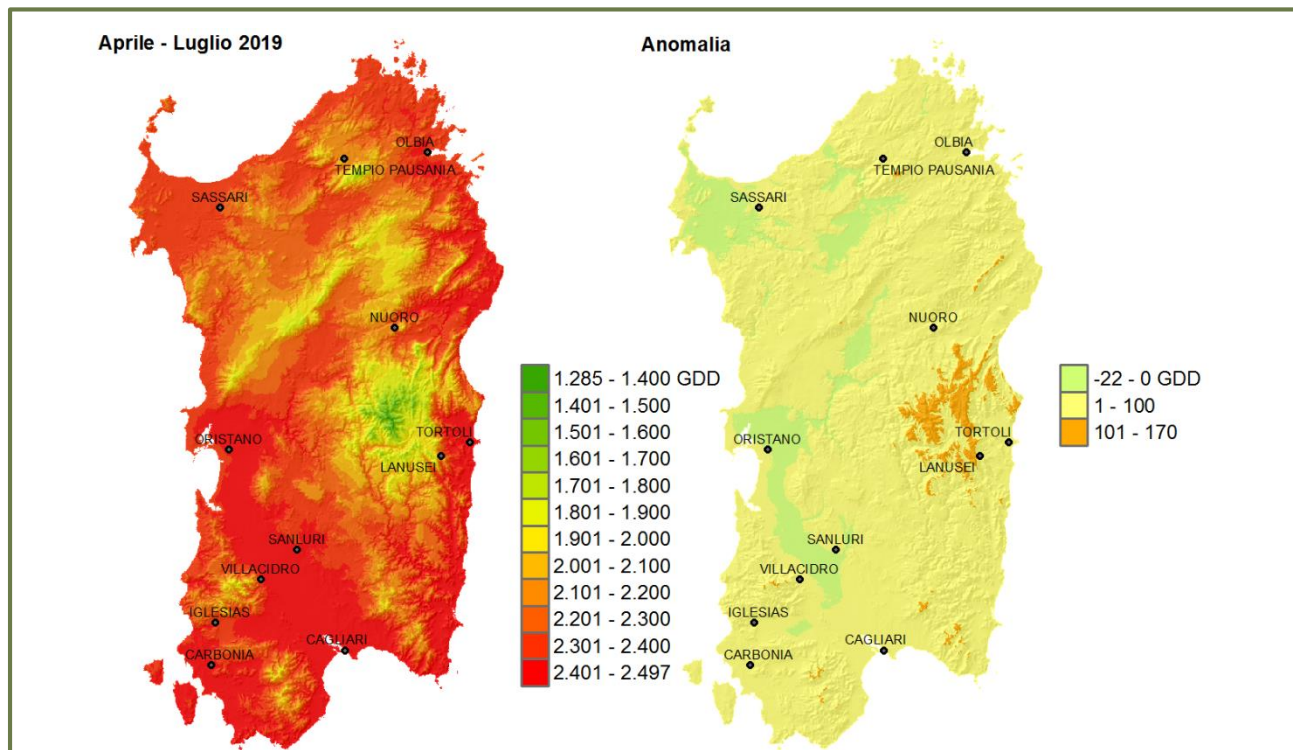 Aprile - Luglio 2019
OLBIA
TEMPIO PAUSANIA
SASSARI
NUORO
ORISTANO
TORTOLI
LANUSEI
SANLURI
VILLACIDRO
IGLESIAS
CAGLIARI
CARBONIA
1.285 - 1.400 GDD
1.401 - 1.500
1.501 - 1.600
1.601 - 1.700
1.701 - 1.800
1.801 - 1.900
1.901 - 2.000
2.001 - 2.100
2.101 - 2.200
2.201 - 2.300
2.301 - 2.400
2.401 - 2.497
Anomalia
OLBIA
TEMPIO PAUSANIA
SASSARI
NUORO
ORISTANO
TORTOLI
LANUSEI
SANLURI
VILLACIDRO
IGLESIAS
CAGLIARI
CARBONIA
-22 - 0 GDD
1 - 100
101 - 170